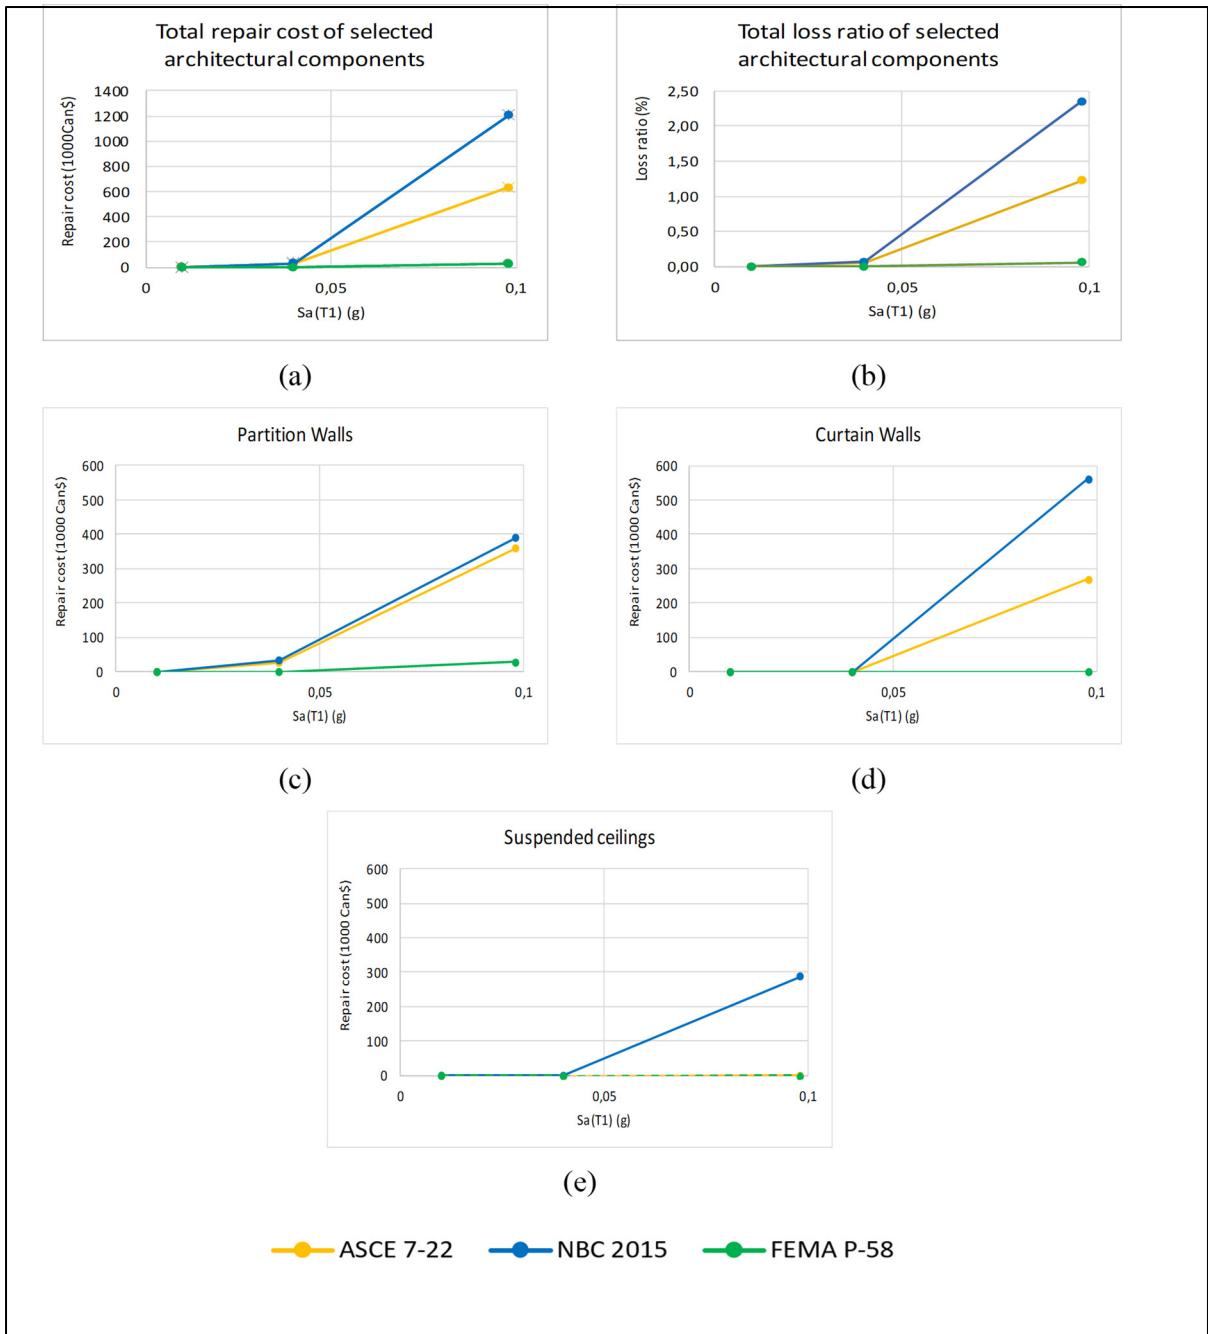 Total repair cost of selected
architectural components
Repair cost (1000Can$)
1400
1200
1000
800
600
400
200
0
0
0,05
0,1
Sa(T1) (g)
(a)
Total loss ratio of selected
architectural components
Loss ratio (%)
2,50
2,00
1,50
1,00
0,50
0,00
0
0,05
0,1
Sa(T1) (g)
(b)
Partition Walls
Repair cost (1000 Can$)
600
500
400
300
200
100
0
0
0,05
0,1
Sa(T1) (g)
(c)
Curtain Walls
Repair cost (1000 Can$)
600
500
400
300
200
100
0
0
0,05
0,1
Sa(T1) (g)
(d)
Suspended ceilings
Repair cost (1000 Can$)
600
500
400
300
200
100
0
0
0,05
0,1
Sa(T1) (g)
(e)
ASCE 7-22
NBC 2015
FEMA P-58